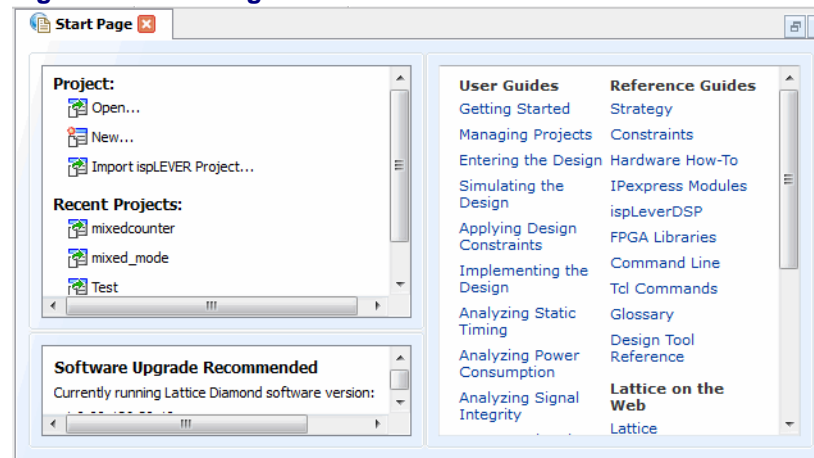 Start Page
Project:
Open...
New...
Import ispLEVER Project...
Recent Projects:
mixedcounter
mixed_mode
Test
Software Upgrade Recommended
Currently running Lattice Diamond software version:
User Guides
Getting Started
Managing Projects
Entering the Design
Simulating the
Design
Applying Design
Constraints
Implementing the
Design
Analyzing Static
Timing
Analyzing Power
Consumption
Analyzing Signal
Integrity
Reference Guides
Strategy
Constraints
Hardware How-To
IPexpress Modules
ispLeverDSP
FPGA Libraries
Command Line
Tcl Commands
Glossary
Design Tool
Reference
Lattice on the
Web
Lattice